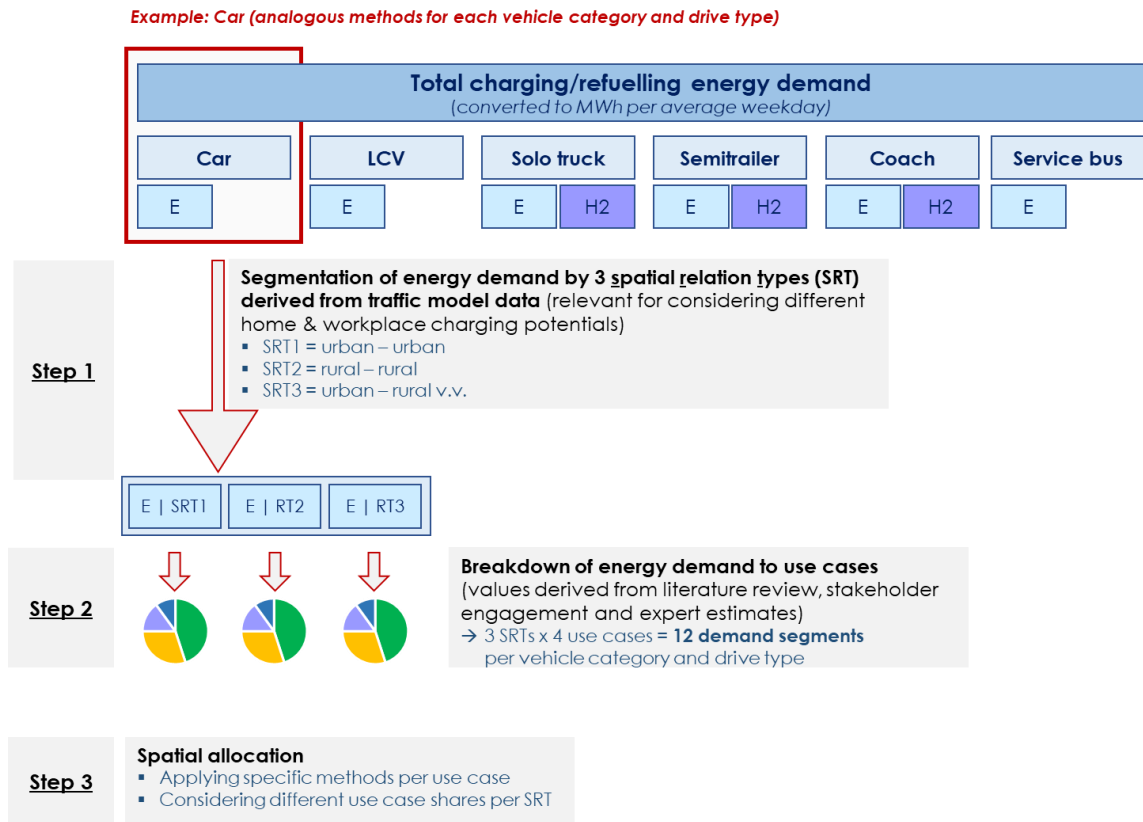 Example: Car (analogous methods for each vehicle category and drive type)
Total charging/refuelling energy demand
(converted to MWh per average weekday)
Car
LCV
Solo truck
Semitrailer
Coach
Service bus
E
E
E
H2
E
H2
E
H2
E
Step 1
Segmentation of energy demand by 3 spatial relation types (SRT)
derived from traffic model data (relevant for considering different
home & workplace charging potentials)
▪ SRT1 = urban – urban
▪ SRT2 = rural – rural
▪ SRT3 = urban – rural v.v.
E | SRT1
E | RT2
E | RT3
Step 2
Breakdown of energy demand to use cases
(values derived from literature review, stakeholder
engagement and expert estimates)
→ 3 SRTs x 4 use cases = 12 demand segments
per vehicle category and drive type
Step 3
Spatial allocation
▪ Applying specific methods per use case
▪ Considering different use case shares per SRT